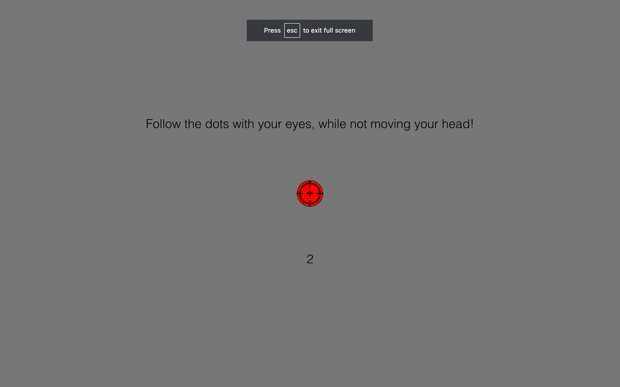 Press esc to exit full screen
Follow the dots with your eyes, while not moving your head!
2